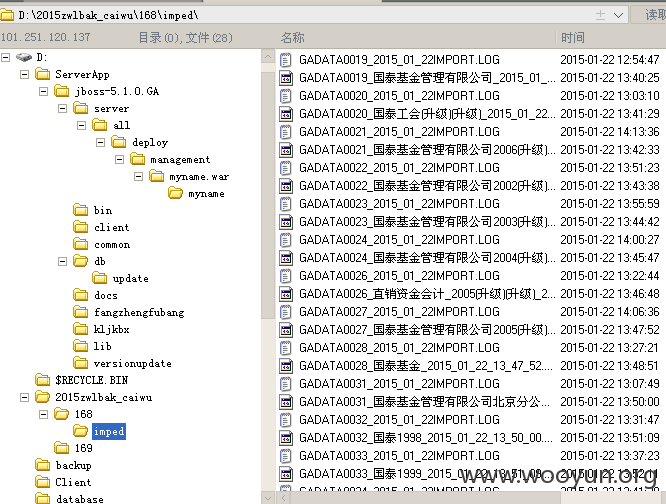 D:\2015zwlbak_caiwu\168\imped\
读取
101.251.120.137 目录(0),文件(28)
名称 时间
D:
ServerApp
jboss-5.1.0.GA
server
all
deploy
management
myname.war
myname
bin
client
common
db
update
docs
fangzhengfubang
kljkbx
lib
versionupdate
$RECYCLE.BIN
2015zwlbak_caiwu
168
imped
169
backup
Client
database
GADATA0019_2015_01_22IMPORT.LOG 2015-01-22 12:54:47
GADATA0019_国泰基金管理有限公司_2015_01_... 2015-01-22 13:40:25
GADATA0020_2015_01_22IMPORT.LOG 2015-01-22 13:03:10
GADATA0020_国泰工会(升级)(升级)_2015_01_22... 2015-01-22 13:41:29
GADATA0021_2015_01_22IMPORT.LOG 2015-01-22 14:13:36
GADATA0021_国泰基金管理有限公司2006(升级)... 2015-01-22 13:42:33
GADATA0022_2015_01_22IMPORT.LOG 2015-01-22 13:51:23
GADATA0022_国泰基金管理有限公司2002(升级)... 2015-01-22 13:43:38
GADATA0023_2015_01_22IMPORT.LOG 2015-01-22 13:55:59
GADATA0023_国泰基金管理有限公司2003(升级)... 2015-01-22 13:44:42
GADATA0024_2015_01_22IMPORT.LOG 2015-01-22 14:00:27
GADATA0024_国泰基金管理有限公司2004(升级)... 2015-01-22 13:45:47
GADATA0026_2015_01_22IMPORT.LOG 2015-01-22 13:22:44
GADATA0026_直销资金会计_2005(升级)(升级)_2... 2015-01-22 13:46:48
GADATA0027_2015_01_22IMPORT.LOG 2015-01-22 14:06:36
GADATA0027_国泰基金管理有限公司2005(升级)... 2015-01-22 13:47:52
GADATA0028_2015_01_22IMPORT.LOG 2015-01-22 13:27:21
GADATA0028_国泰基金_2015_01_22_13_47_52.... 2015-01-22 13:48:51
GADATA0031_2015_01_22IMPORT.LOG 2015-01-22 13:07:49
GADATA0031_国泰基金管理有限公司北京分公... 2015-01-22 13:50:00
GADATA0032_2015_01_22IMPORT.LOG 2015-01-22 13:31:47
GADATA0032_国泰1998_2015_01_22_13_50_00.... 2015-01-22 13:51:09
GADATA0033_2015_01_22IMPORT.LOG 2015-01-22 13:37:23
GADATA0033_国泰1999_2015_01_22_13_51_09... 2015-01-22 13:52:11
www.wooyun.org